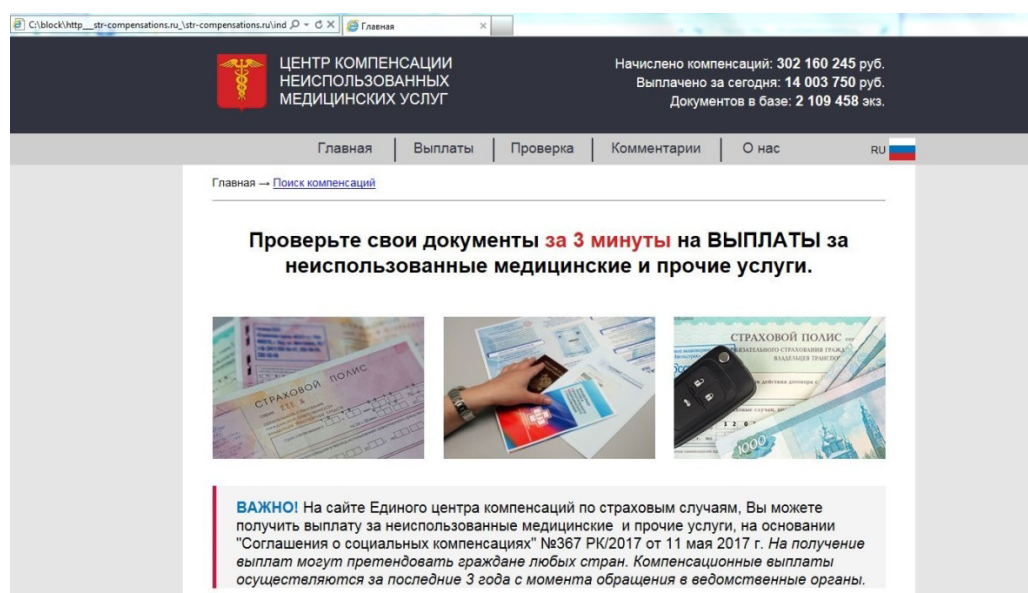 C:\block\http__str-compensations.ru_\str-compensations.ru\ind
Главная
ЦЕНТР КОМПЕНСАЦИИ
НЕИСПОЛЬЗОВАННЫХ
МЕДИЦИНСКИХ УСЛУГ
Начислено компенсаций: 302 160 245 руб.
Выплачено за сегодня: 14 003 750 руб.
Документов в базе: 2 109 458 экз.
Главная Выплаты Проверка Комментарии О нас RU
Главная → Поиск компенсаций
Проверьте свои документы за 3 минуты на ВЫПЛАТЫ за
неиспользованные медицинские и прочие услуги.
СТРАХОВОЙ ПОЛИС
СТРАХОВОЙ ПОЛИС
1000
ВАЖНО! На сайте Единого центра компенсаций по страховым случаям, Вы можете
получить выплату за неиспользованные медицинские и прочие услуги, на основании
"Соглашения о социальных компенсациях" №367 РК/2017 от 11 мая 2017 г. На получение
выплат могут претендовать граждане любых стран. Компенсационные выплаты
осуществляются за последние 3 года с момента обращения в ведомственные органы.